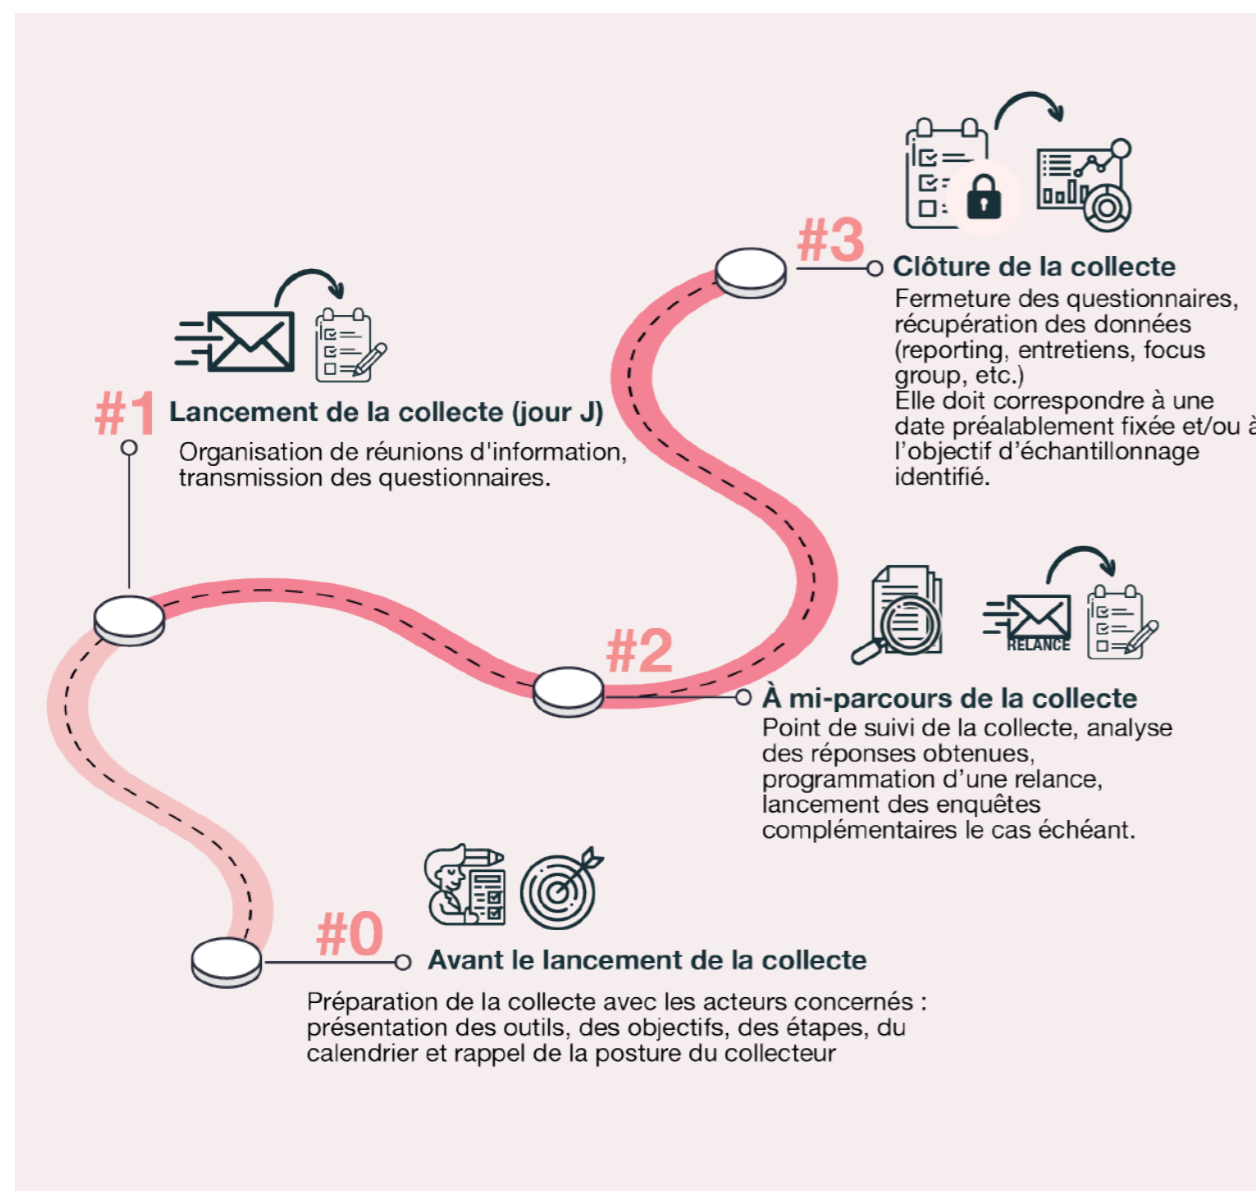 #3
Clôture de la collecte
Fermeture des questionnaires,
récupération des données
(reporting, entretiens, focus
group, etc.)
Elle doit correspondre à une
date préalablement fixée et/ou à
l’objectif d’échantillonnage
identifié.
#1
Lancement de la collecte (jour J)
Organisation de réunions d'information,
transmission des questionnaires.
RELANCE
#2
À mi-parcours de la collecte
Point de suivi de la collecte, analyse
des réponses obtenues,
programmation d’une relance,
lancement des enquêtes
complémentaires le cas échéant.
#0
Avant le lancement de la collecte
Préparation de la collecte avec les acteurs concernés :
présentation des outils, des objectifs, des étapes, du
calendrier et rappel de la posture du collecteur